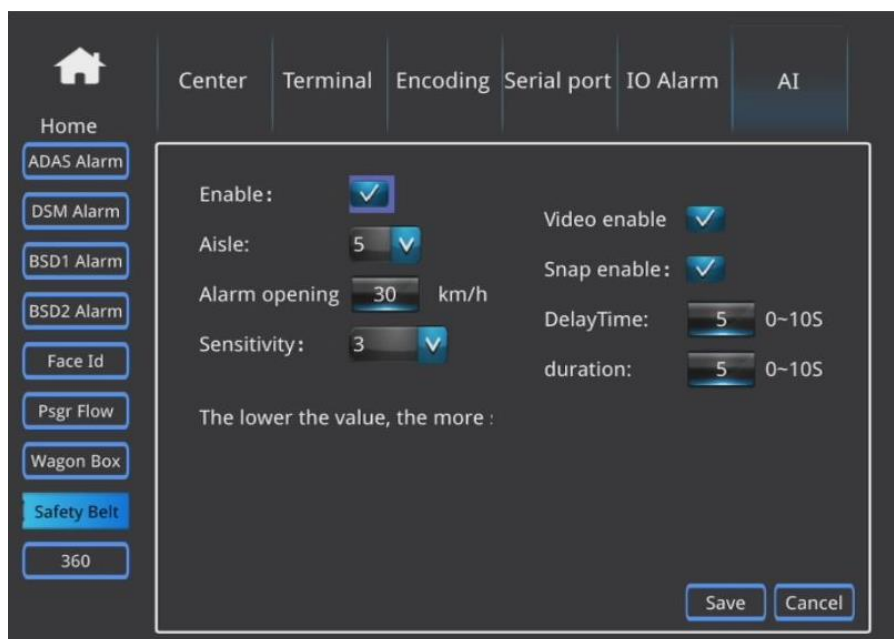 Home
Center Terminal Encoding Serial port IO Alarm AI
ADAS Alarm
DSM Alarm
BSD1 Alarm
BSD2 Alarm
Face Id
Psgr Flow
Wagon Box
Safety Belt
360
Enable:
Aisle: 5
Alarm opening 30 km/h
Sensitivity: 3
The lower the value, the more
Video enable
Snap enable:
DelayTime: 5 0~10S
duration: 5 0~10S
Save Cancel